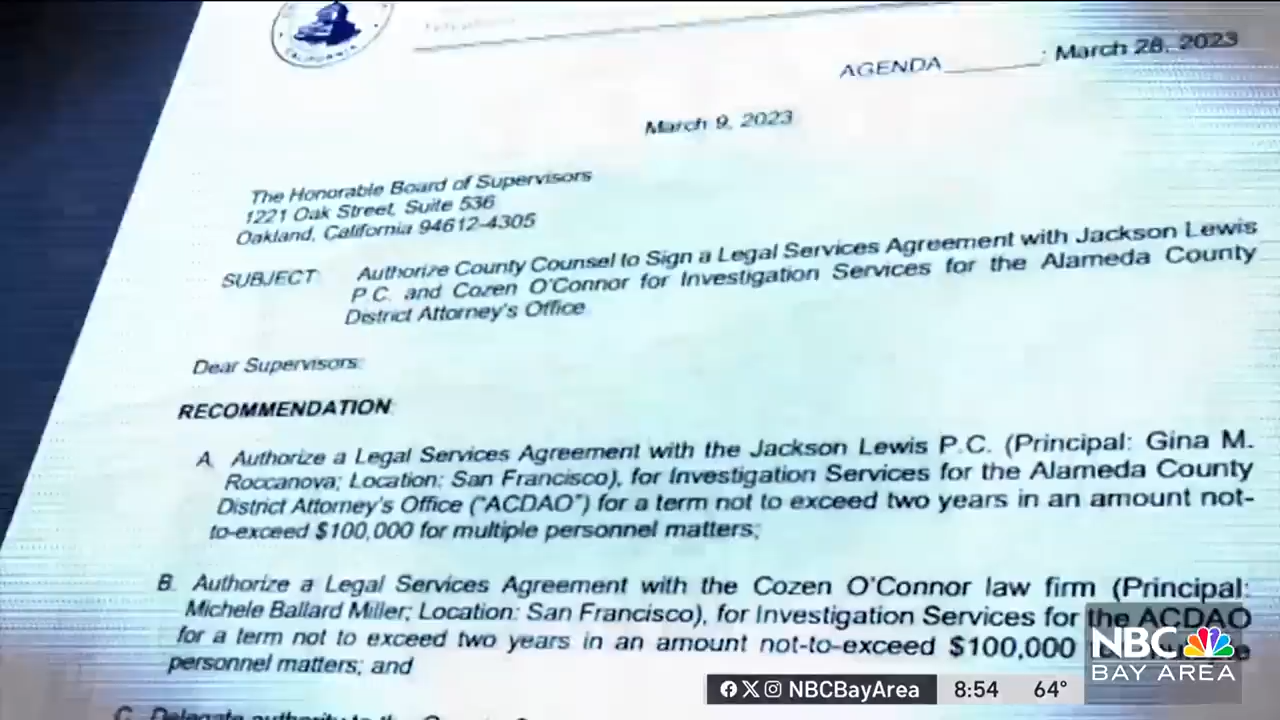 CALIFORNIA
AGENDA________: March 28, 2023
March 9, 2023
The Honorable Board of Supervisors
1221 Oak Street, Suite 536
Oakland, California 94612-4305
SUBJECT: Authorize County Counsel to Sign a Legal Services Agreement with Jackson Lewis
P.C. and Cozen O'Connor for Investigation Services for the Alameda County
District Attorney's Office
Dear Supervisors:
RECOMMENDATION:
A. Authorize a Legal Services Agreement with the Jackson Lewis P.C. (Principal: Gina M.
Roccanova; Location: San Francisco), for Investigation Services for the Alameda County
District Attorney's Office ("ACDAO") for a term not to exceed two years in an amount not-
to-exceed $100,000 for multiple personnel matters;
B. Authorize a Legal Services Agreement with the Cozen O'Connor law firm (Principal:
Michele Ballard Miller; Location: San Francisco), for Investigation Services for the ACDAO
for a term not to exceed two years in an amount not-to-exceed $100,000
personnel matters; and
C. Delegate authority to the
NBC
BAY AREA
NBCBayArea 8:54 64°